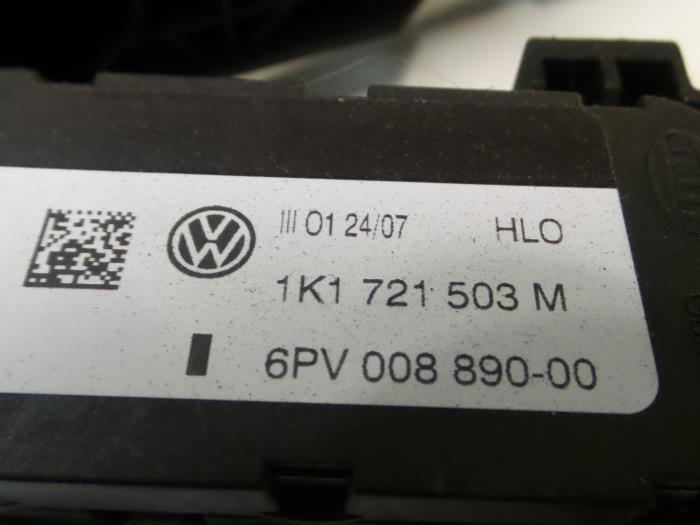 III 01 24/07 HLO
1K1 721 503 M
6PV 008 890-00